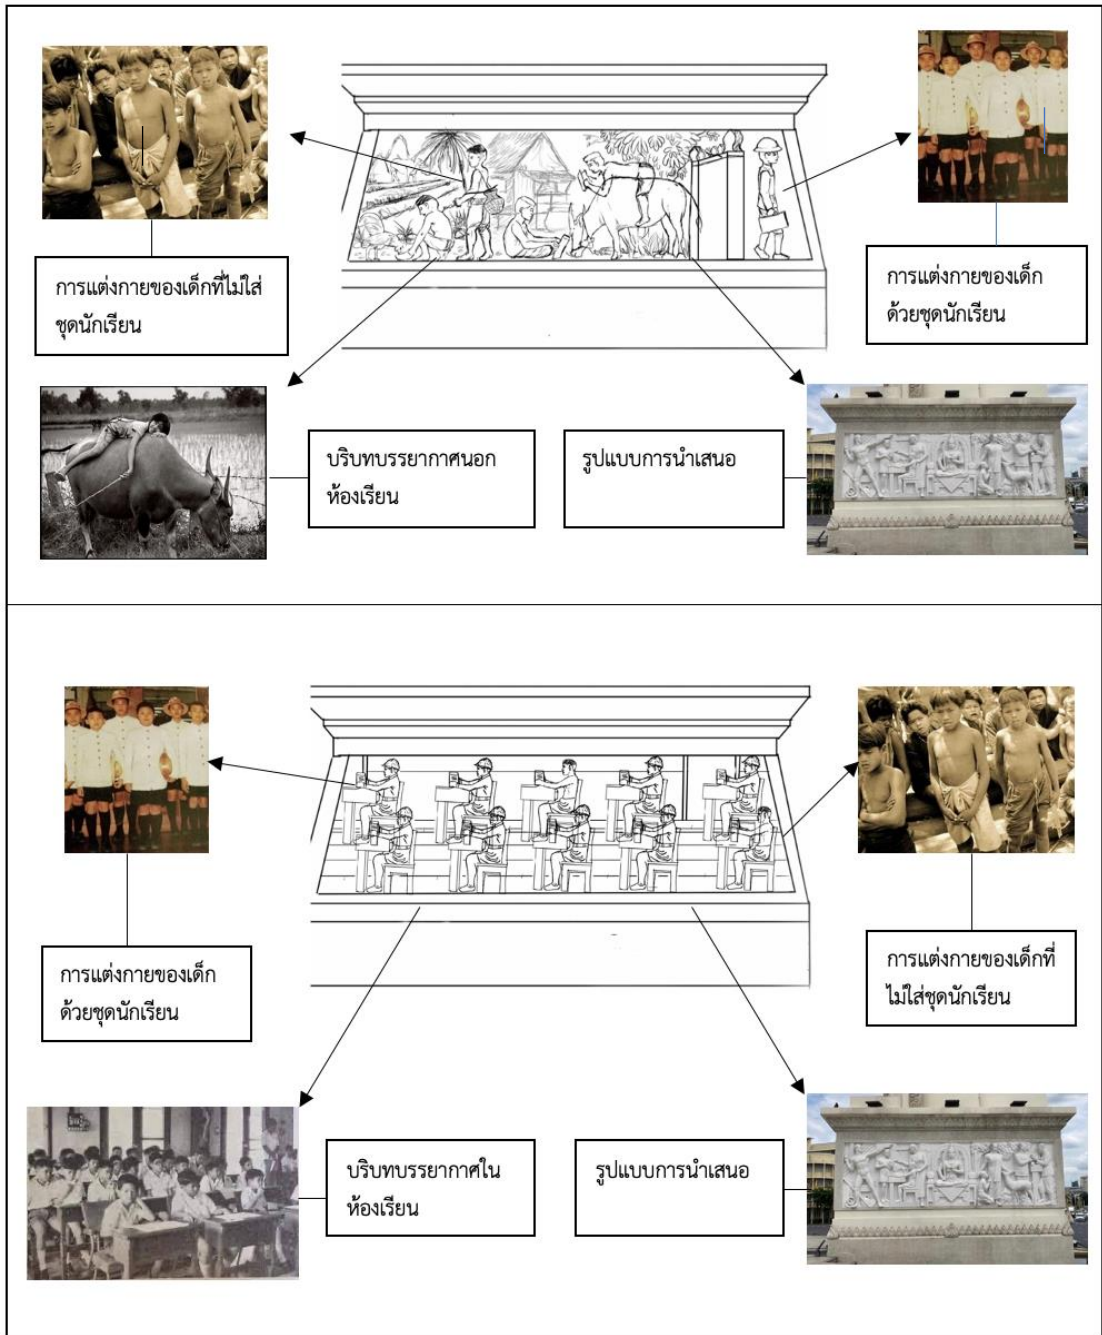 การแต่งกายของเด็กที่ไม่ใส่
ชุดนักเรียน
การแต่งกายของเด็ก
ด้วยชุดนักเรียน
บริบทบรรยากาศนอก
ห้องเรียน
รูปแบบการนำเสนอ
การแต่งกายของเด็ก
ด้วยชุดนักเรียน
การแต่งกายของเด็กที่
ไม่ใส่ชุดนักเรียน
บริบทบรรยากาศใน
ห้องเรียน
รูปแบบการนำเสนอ